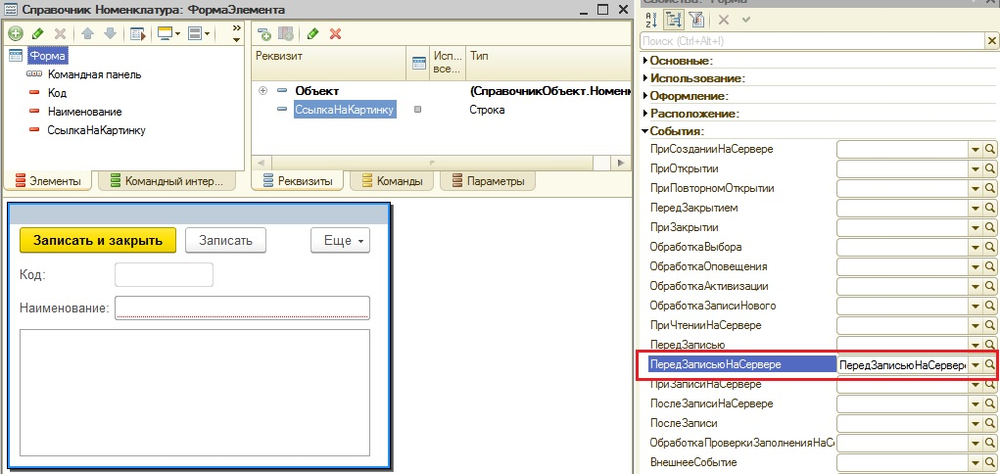 Справочник Номенклатура: ФормаЭлемента
Форма
Командная панель
Код
Наименование
СсылкаНаКартинку
Элементы
Командный интер...
Реквизит
Исп... все...
Тип
Объект
(СправочникОбъект.Номен
СсылкаНаКартинку
Строка
Реквизиты
Команды
Параметры
Записать и закрыть
Записать
Еще
Код:
Наименование:
Поиск (Ctrl+Alt+I)
Основные:
Использование:
Оформление:
Расположение:
События:
ПриСозданииНаСервере
ПриОткрытии
ПриПовторномОткрытии
ПередЗакрытием
ПриЗакрытии
ОбработкаВыбора
ОбработкаОповещения
ОбработкаАктивизации
ОбработкаЗаписиНового
ПриЧтенииНаСервере
ПередЗаписью
ПередЗаписьюНаСервере ПередЗаписьюНаСервере
ПриЗаписиНаСервере
ПослеЗаписиНаСервере
ПослеЗаписи
ОбработкаПроверкиЗаполненияНаС
ВнешнееСобытие